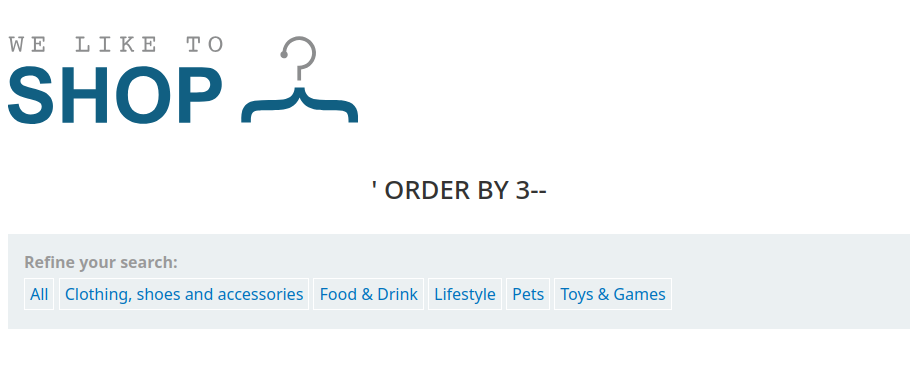 WE LIKE TO
SHOP
' ORDER BY 3--
Refine your search:
All Clothing, shoes and accessories Food & Drink Lifestyle Pets Toys & Games